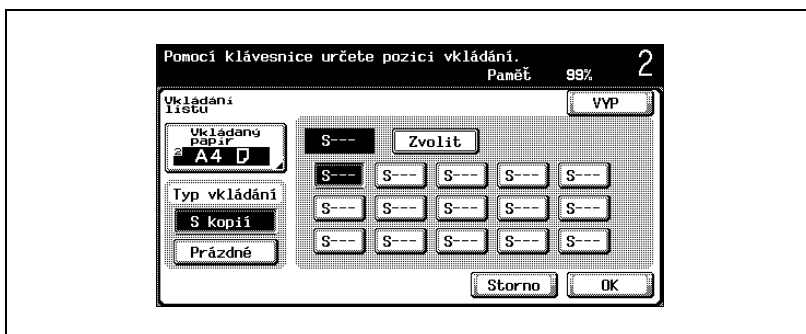 Pomocí klávesnice určete pozici vkládání.
Paměť 99% 2
Vkládání
listu
VYP
Vkládaný
papír
2 A4
S--- Zvolit
S--- S--- S--- S--- S---
Typ vkládání
S--- S--- S--- S--- S---
S kopií
S--- S--- S--- S--- S---
Prázdné
Storno OK